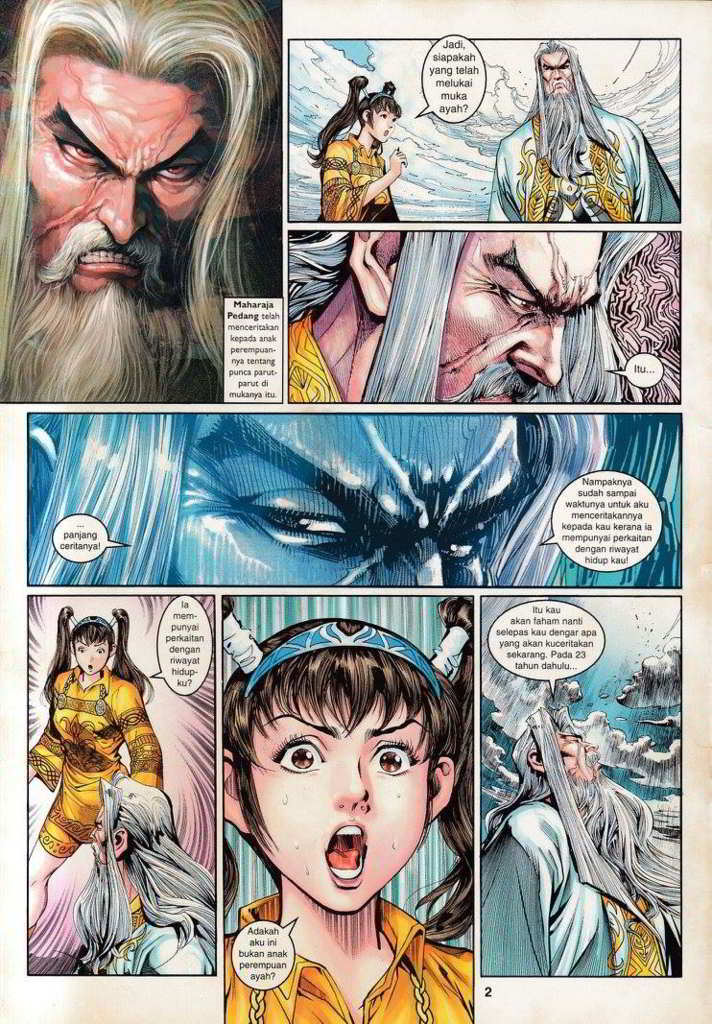 Maharaja
Pedang telah
menceritakan
kepada anak
perempuan-
nya tentang
punca parut-
parut di
mukanya itu.
Jadi,
siapakah
yang telah
melukai
muka
ayah?
Itu...
...
panjang
ceritanya!
Nampaknya
sudah sampai
waktunya untuk aku
menceritakannya
kepada kau kerana ia
mempunyai perkaitan
dengan riwayat
hidup kau!
Ia
mem-
punyai
perkaitan
dengan
riwayat
hidup-
ku?
Adakah
aku ini
bukan anak
perempuan
ayah?
Itu kau
akan faham nanti
selepas kau dengar apa
yang akan kuceritakan
sekarang. Pada 23
tahun dahulu...
2